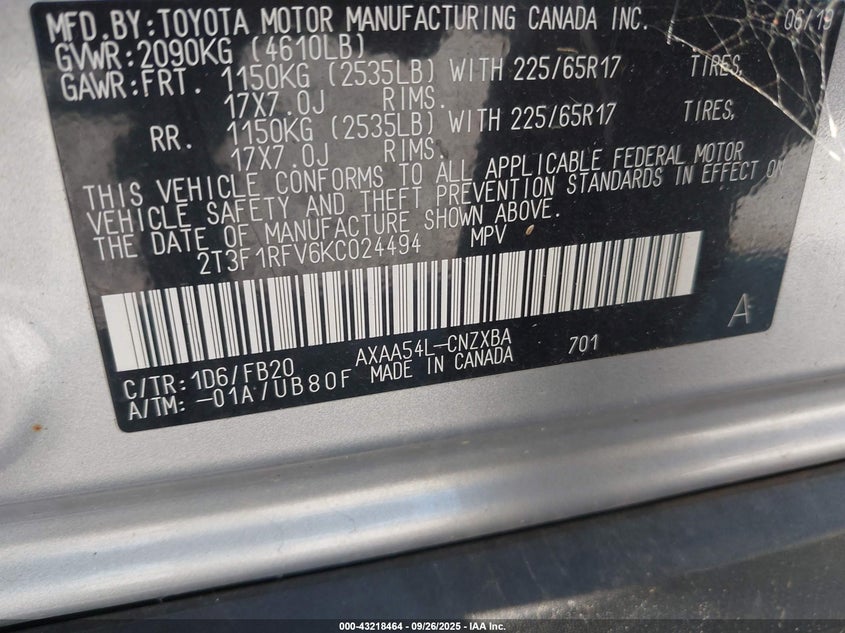 MFD.BY:TOYOTA MOTOR MANUFACTURING CANADA INC. 06/19
GVWR:2090KG (4610LB)
GAWR:FRT. 1150KG (2535LB) WITH 225/65R17 TIRES,
17X7.0J RIMS.
RR. 1150KG (2535LB) WITH 225/65R17 TIRES,
17X7.0J RIMS.
THIS VEHICLE CONFORMS TO ALL APPLICABLE FEDERAL MOTOR
VEHICLE SAFETY AND THEFT PREVENTION STANDARDS IN EFFECT ON
THE DATE OF MANUFACTURE SHOWN ABOVE.
2T3F1RFV6KC024494 MPV
A
C/TR:1D6/FB20 AXAA54L-CNZXBA 701
A/TM:-01A/UB80F MADE IN CANADA
000-43218464 - 09/26/2025 - IAA Inc.